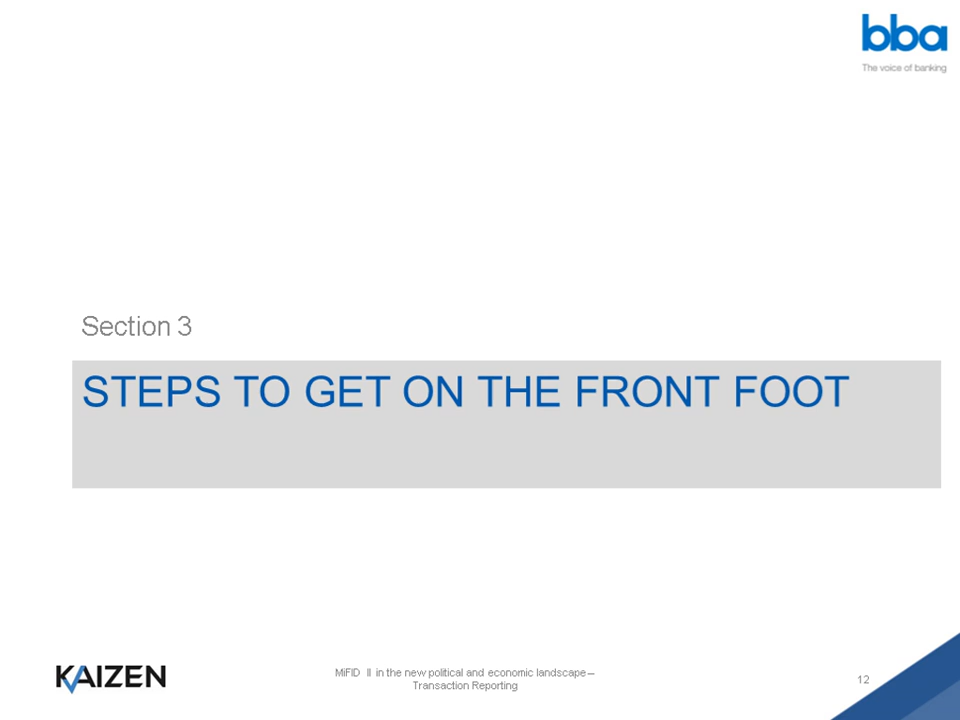 bba
The voice of banking
Section 3
STEPS TO GET ON THE FRONT FOOT
KAIZEN
MiFID II in the new political and economic landscape –
Transaction Reporting
12